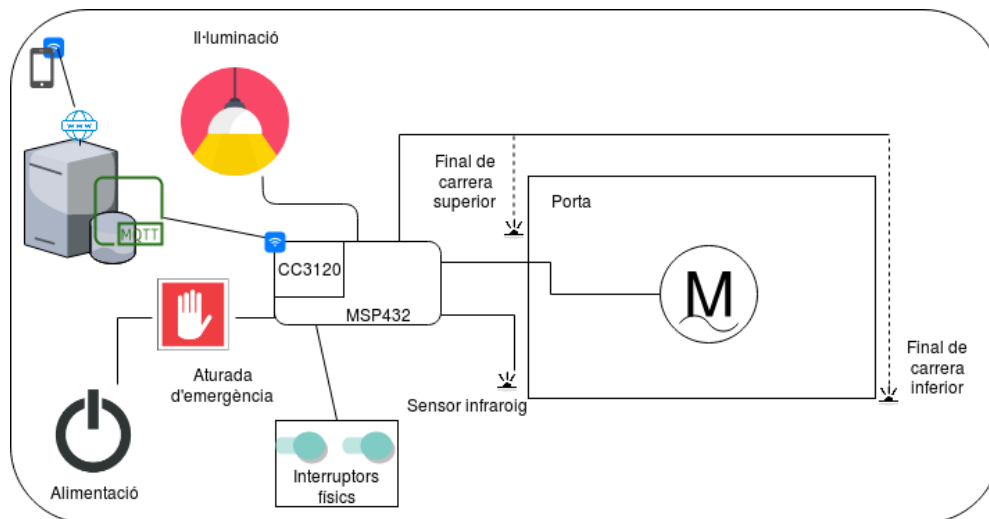 Il·luminació
www
Final de
carrera
superior
Porta
MQTT
CC3120
M
MSP432
Aturada
d'emergència
Final de
carrera
inferior
Sensor infraroig
Interruptors
físics
Alimentació